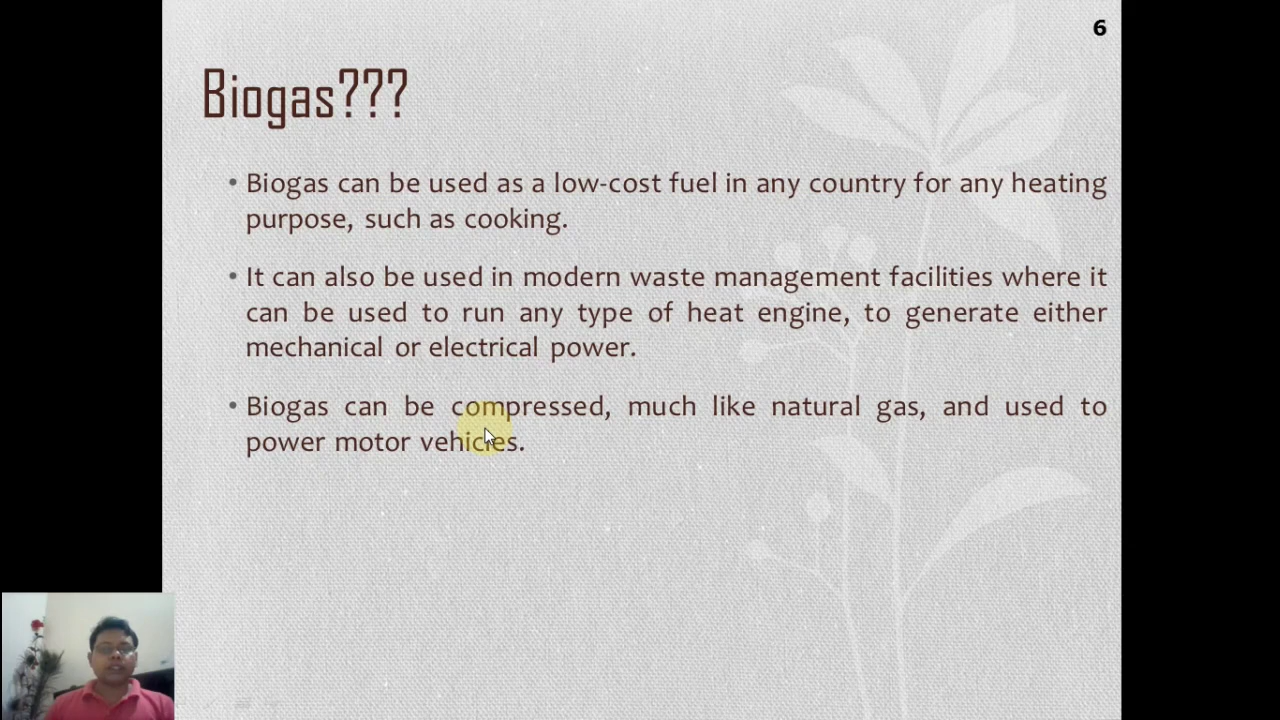 6
Biogas???
• Biogas can be used as a low-cost fuel in any country for any heating
purpose, such as cooking.
• It can also be used in modern waste management facilities where it
can be used to run any type of heat engine, to generate either
mechanical or electrical power.
• Biogas can be compressed, much like natural gas, and used to
power motor vehicles.